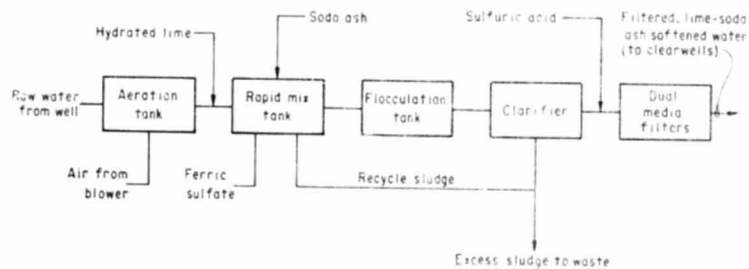 Hydrated lime
Soda ash
Sulfuric acid
Filtered, lime-soda
ash softened water
(to clearwells)
Raw water
from well
Aeration
tank
Rapid mix
tank
Flocculation
tank
Clarifier
Dual
media
filters
Air from
blower
Ferric
sulfate
Recycle sludge
Excess sludge to waste